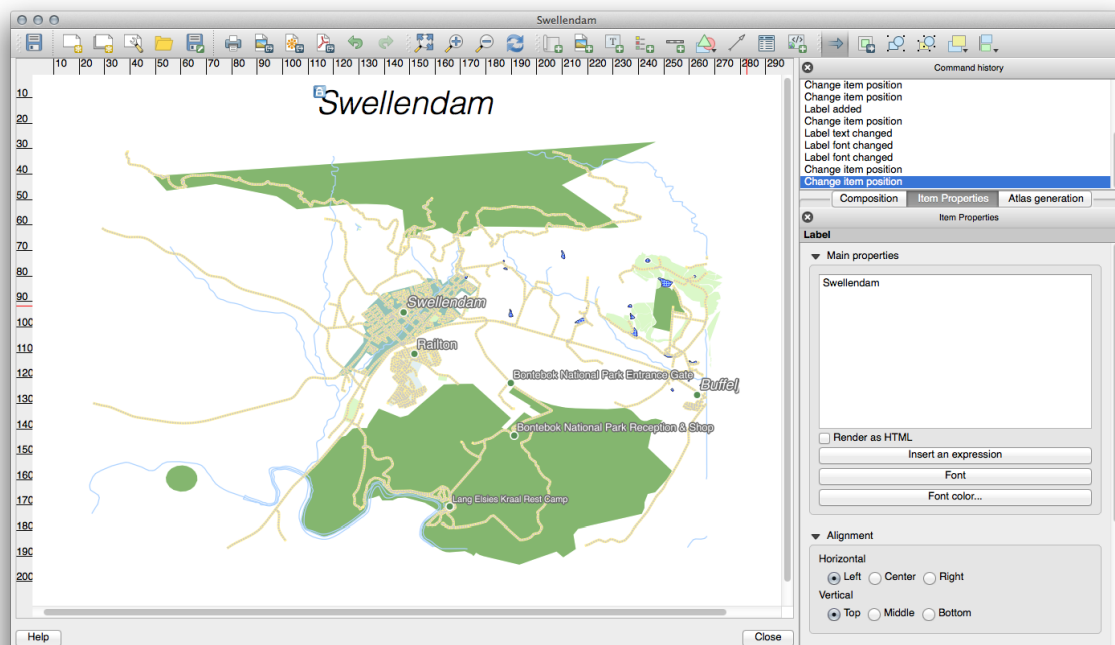 Swellendam
10 20 30 40 50 60 70 80 90 100 110 120 130 140 150 160 170 180 190 200 210 220 230 240 250 260 270 280 290
Command history
Change item position
Change item position
Label added
Change item position
Label text changed
Label font changed
Label font changed
Change item position
Change item position
Composition Item Properties Atlas generation
Item Properties
Label
Main properties
Swellendam
Render as HTML
Insert an expression
Font
Font color...
Alignment
Horizontal
Left Center Right
Vertical
Top Middle Bottom
10
20
30
40
50
60
70
80
90
100
110
120
130
140
150
160
170
180
190
200
Swellendam
Swellendam
Railton
Bontebok National Park Entrance Gate
Buffelj
Bontebok National Park Reception & Shop
Lang Elsies Kraal Rest Camp
Help Close